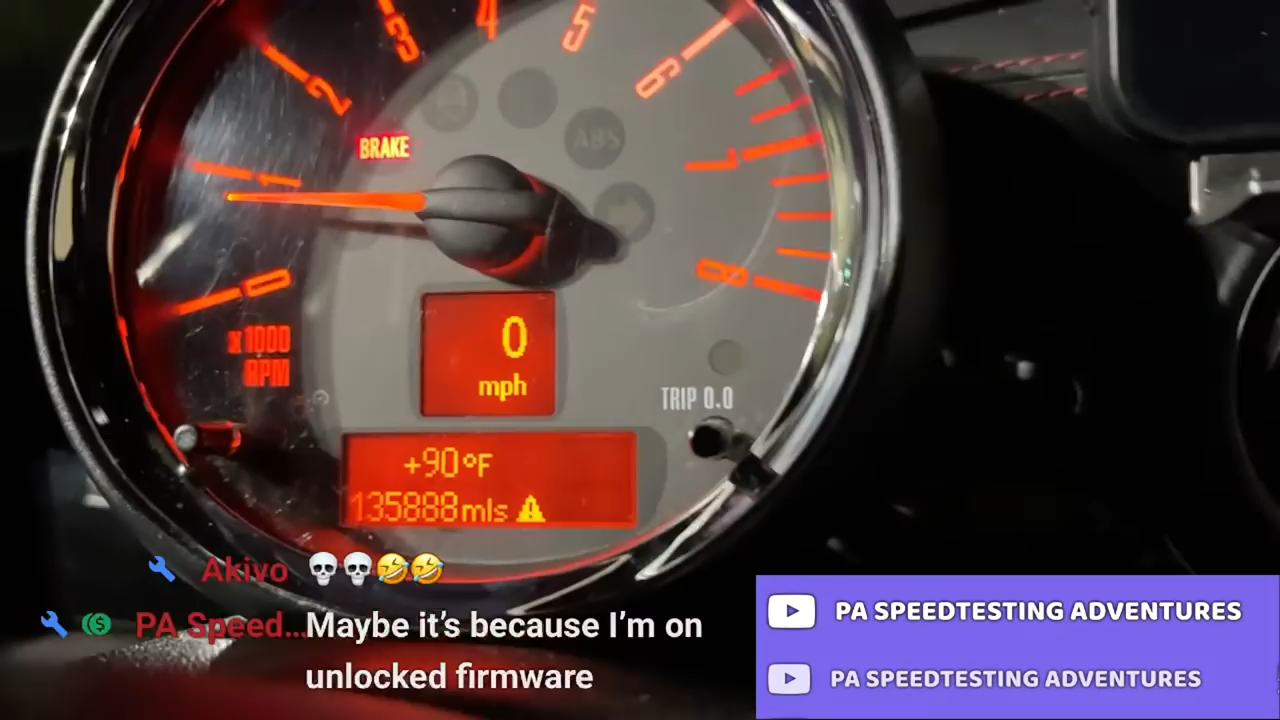 3
4
5
2
6
BRAKE
ABS
1
7
0
8
x1000
RPM
0
mph
TRIP 0.0
+90°F
135888mls
Akivo 💀💀🤣🤣
PA Speed...Maybe it’s because I’m on
unlocked firmware
PA SPEEDTESTING ADVENTURES
PA SPEEDTESTING ADVENTURES